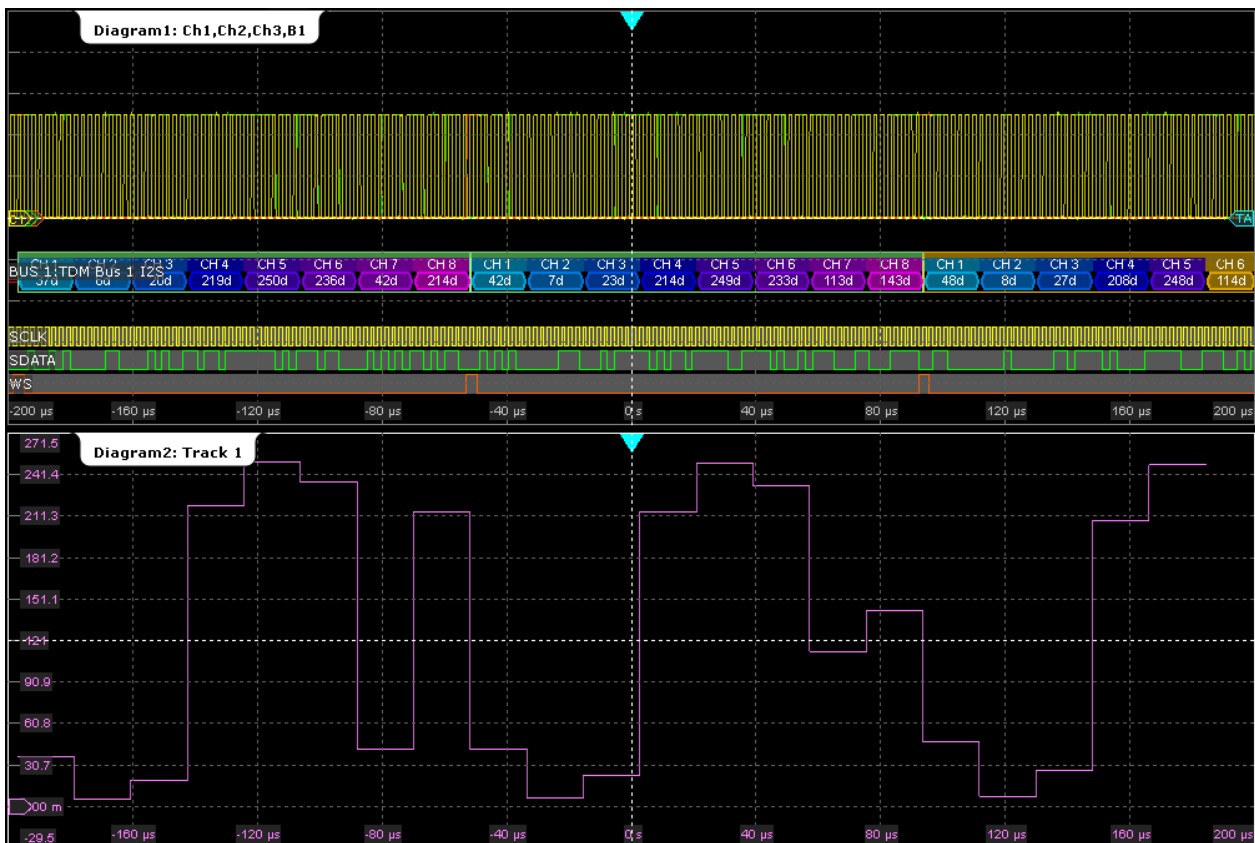 Diagram1: Ch1,Ch2,Ch3,B1
C1
TA
CH 4 CH 5 CH 6 CH 7 CH 8 CH 1 CH 2 CH 3 CH 4 CH 5 CH 6 CH 7 CH 8 CH 1 CH 2 CH 3 CH 4 CH 5 CH 6
BUS 1:TDM Bus 1 I2S
37d 6d 20d 219d 250d 236d 42d 214d 42d 7d 23d 214d 249d 233d 113d 143d 48d 8d 27d 208d 248d 114d
SCLK
SDATA
WS
-200 µs -160 µs -120 µs -80 µs -40 µs 0 s 40 µs 80 µs 120 µs 160 µs 200 µs
271.5
Diagram2: Track 1
241.4
211.3
181.2
151.1
90.9
60.8
30.7
00 m
-29.5 -160 µs -120 µs -80 µs -40 µs 0 s 40 µs 80 µs 120 µs 160 µs 200 µs